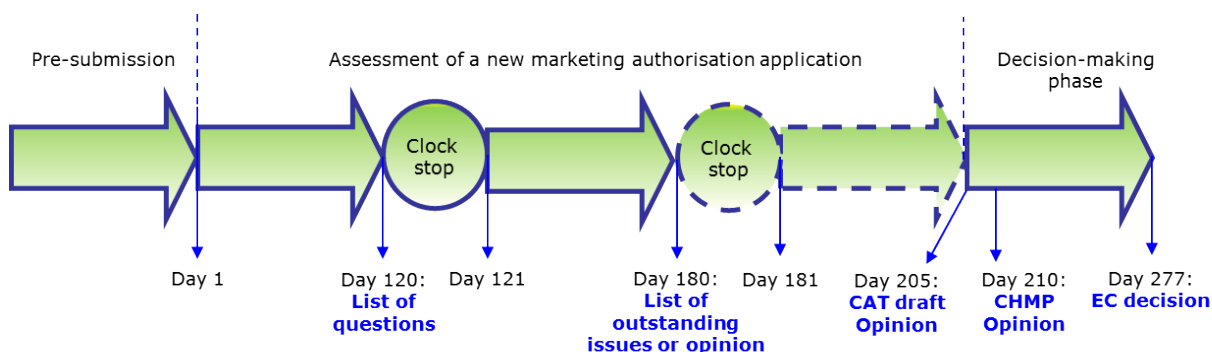 Pre-submission
Assessment of a new marketing authorisation application
Decision-making
phase
Clock
stop
Clock
stop
Day 1
Day 120:
List of
questions
Day 121
Day 180:
List of
outstanding
issues or opinion
Day 181
Day 205:
CAT draft
Opinion
Day 210:
CHMP
Opinion
Day 277:
EC decision